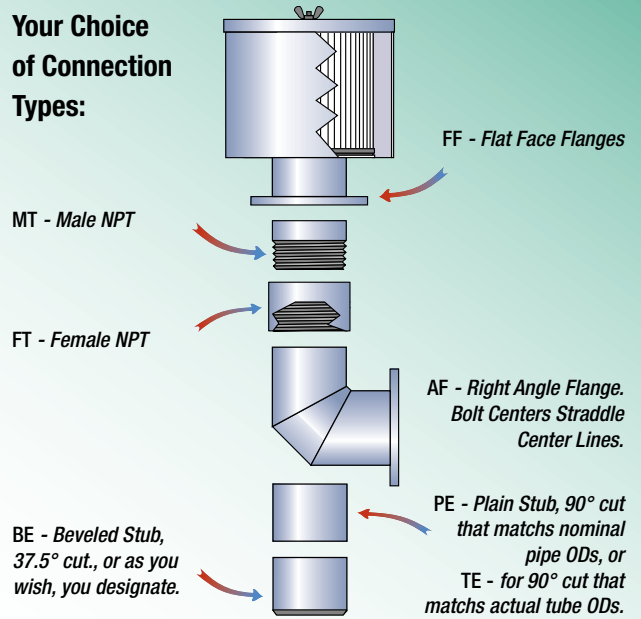 Your Choice
of Connection
Types:
FF - Flat Face Flanges
MT - Male NPT
FT - Female NPT
AF - Right Angle Flange.
Bolt Centers Straddle
Center Lines.
PE - Plain Stub, 90° cut
that matchs nominal
pipe ODs, or
TE - for 90° cut that
matchs actual tube ODs.
BE - Beveled Stub,
37.5° cut., or as you
wish, you designate.